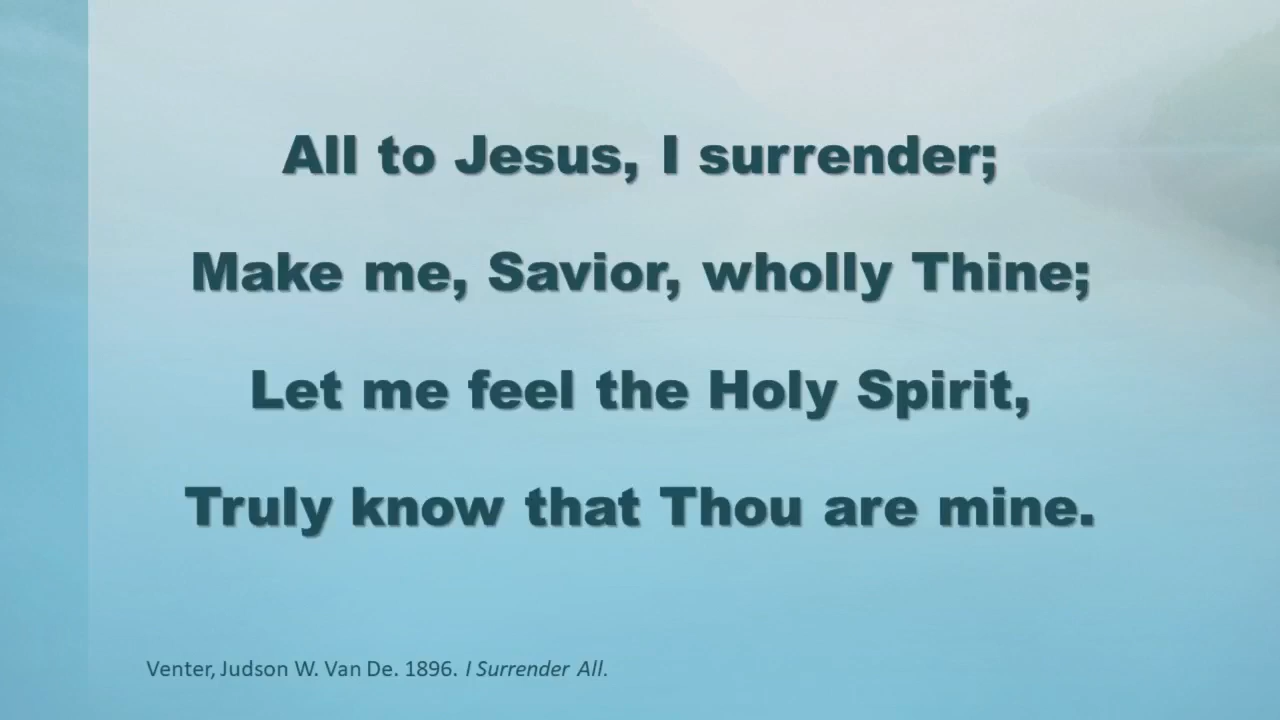 All to Jesus, I surrender;
Make me, Savior, wholly Thine;
Let me feel the Holy Spirit,
Truly know that Thou are mine.
Venter, Judson W. Van De. 1896. I Surrender All.